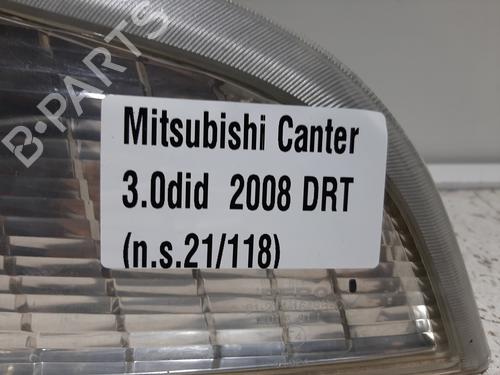 B-PARTS
Mitsubishi Canter
3.0did 2008 DRT
(n.s.21/118)